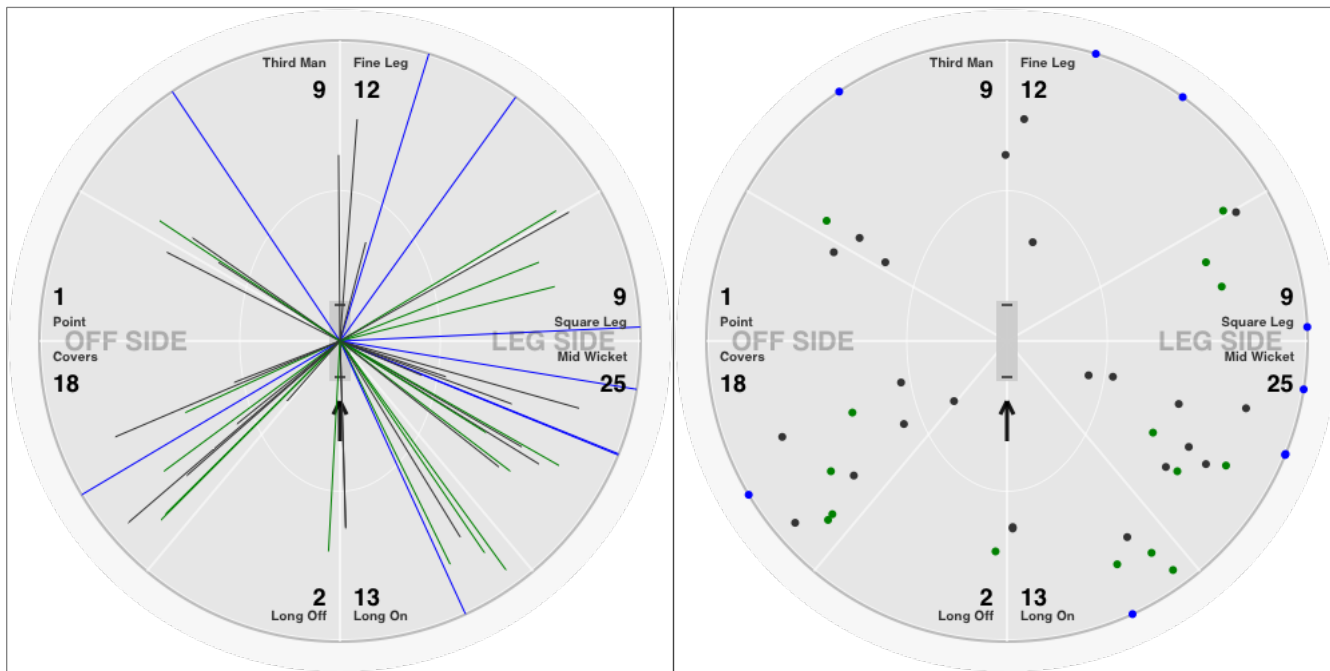 Third Man
Fine Leg
9
12
1
Point
OFF SIDE
Covers
18
9
Square Leg
LEG SIDE
Mid Wicket
25
2
Long Off
13
Long On
Third Man
Fine Leg
9
12
1
Point
OFF SIDE
Covers
18
9
Square Leg
LEG SIDE
Mid Wicket
25
2
Long Off
13
Long On